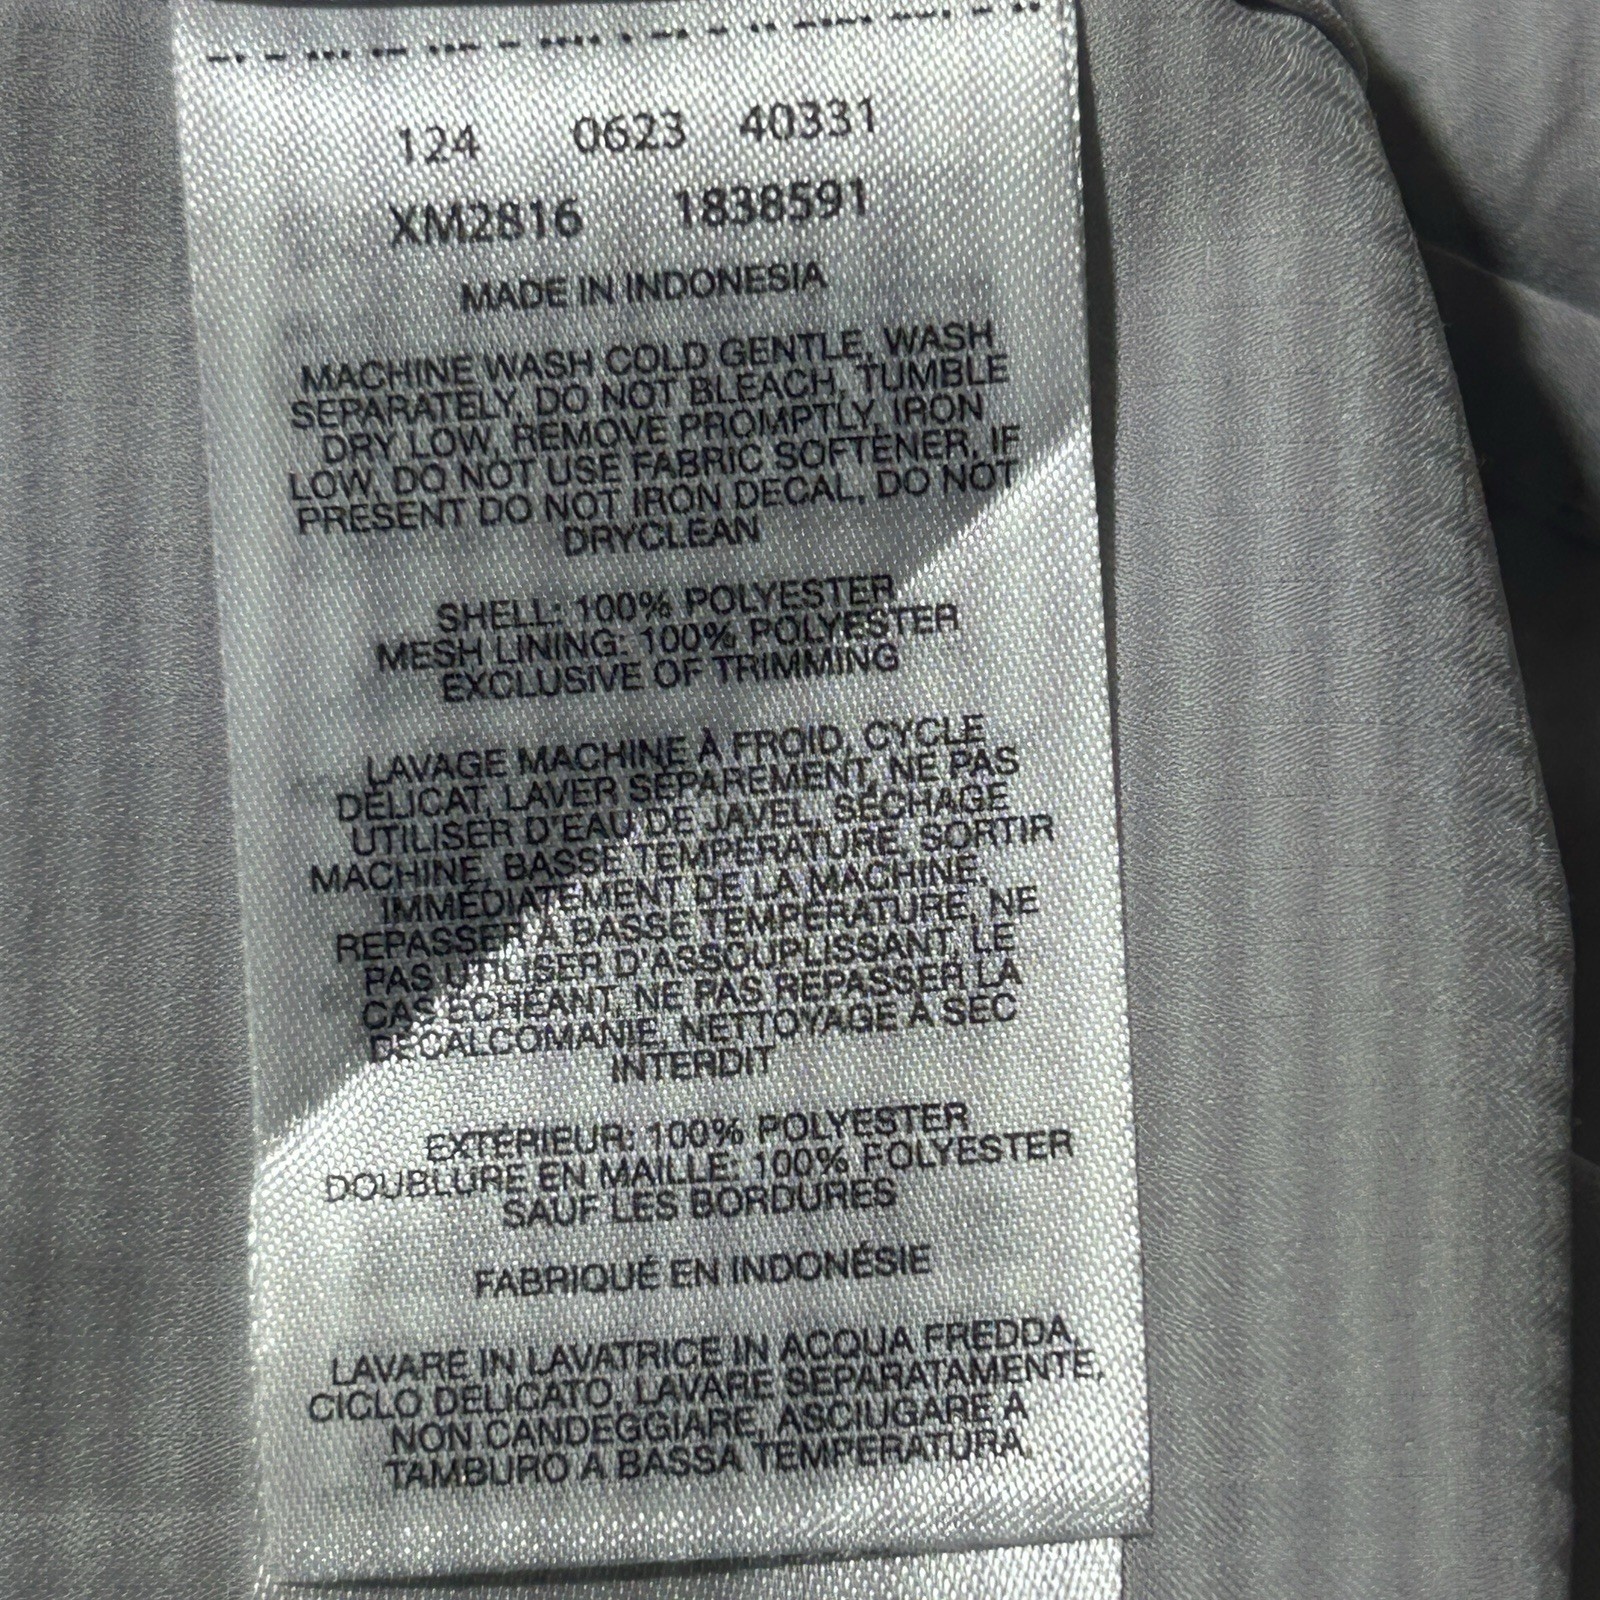 124 0623 40331
XM2816 1838591
MADE IN INDONESIA
MACHINE WASH COLD GENTLE, WASH
SEPARATELY, DO NOT BLEACH, TUMBLE
DRY LOW, REMOVE PROMPTLY, IRON
LOW, DO NOT USE FABRIC SOFTENER, IF
PRESENT DO NOT IRON DECAL, DO NOT
DRYCLEAN
SHELL: 100% POLYESTER
MESH LINING: 100% POLYESTER
EXCLUSIVE OF TRIMMING
LAVAGE MACHINE À FROID, CYCLE
DÉLICAT, LAVER SÉPARÉMENT, NE PAS
UTILISER D'EAU DE JAVEL, SÉCHAGE
MACHINE, BASSE TEMPÉRATURE, SORTIR
IMMÉDIATEMENT DE LA MACHINE,
REPASSER À BASSE TEMPÉRATURE, NE
PAS UTILISER D'ASSOUPLISSANT, LE
CAS ÉCHÉANT, NE PAS REPASSER LA
DÉCALCOMANIE, NETTOYAGE À SEC
INTERDIT
EXTÉRIEUR: 100% POLYESTER
DOUBLURE EN MAILLE: 100% POLYESTER
SAUF LES BORDURES
FABRIQUÉ EN INDONÉSIE
LAVARE IN LAVATRICE IN ACQUA FREDDA,
CICLO DELICATO, LAVARE SEPARATAMENTE,
NON CANDEGGIARE, ASCIUGARE A
TAMBURO A BASSA TEMPERATURA,